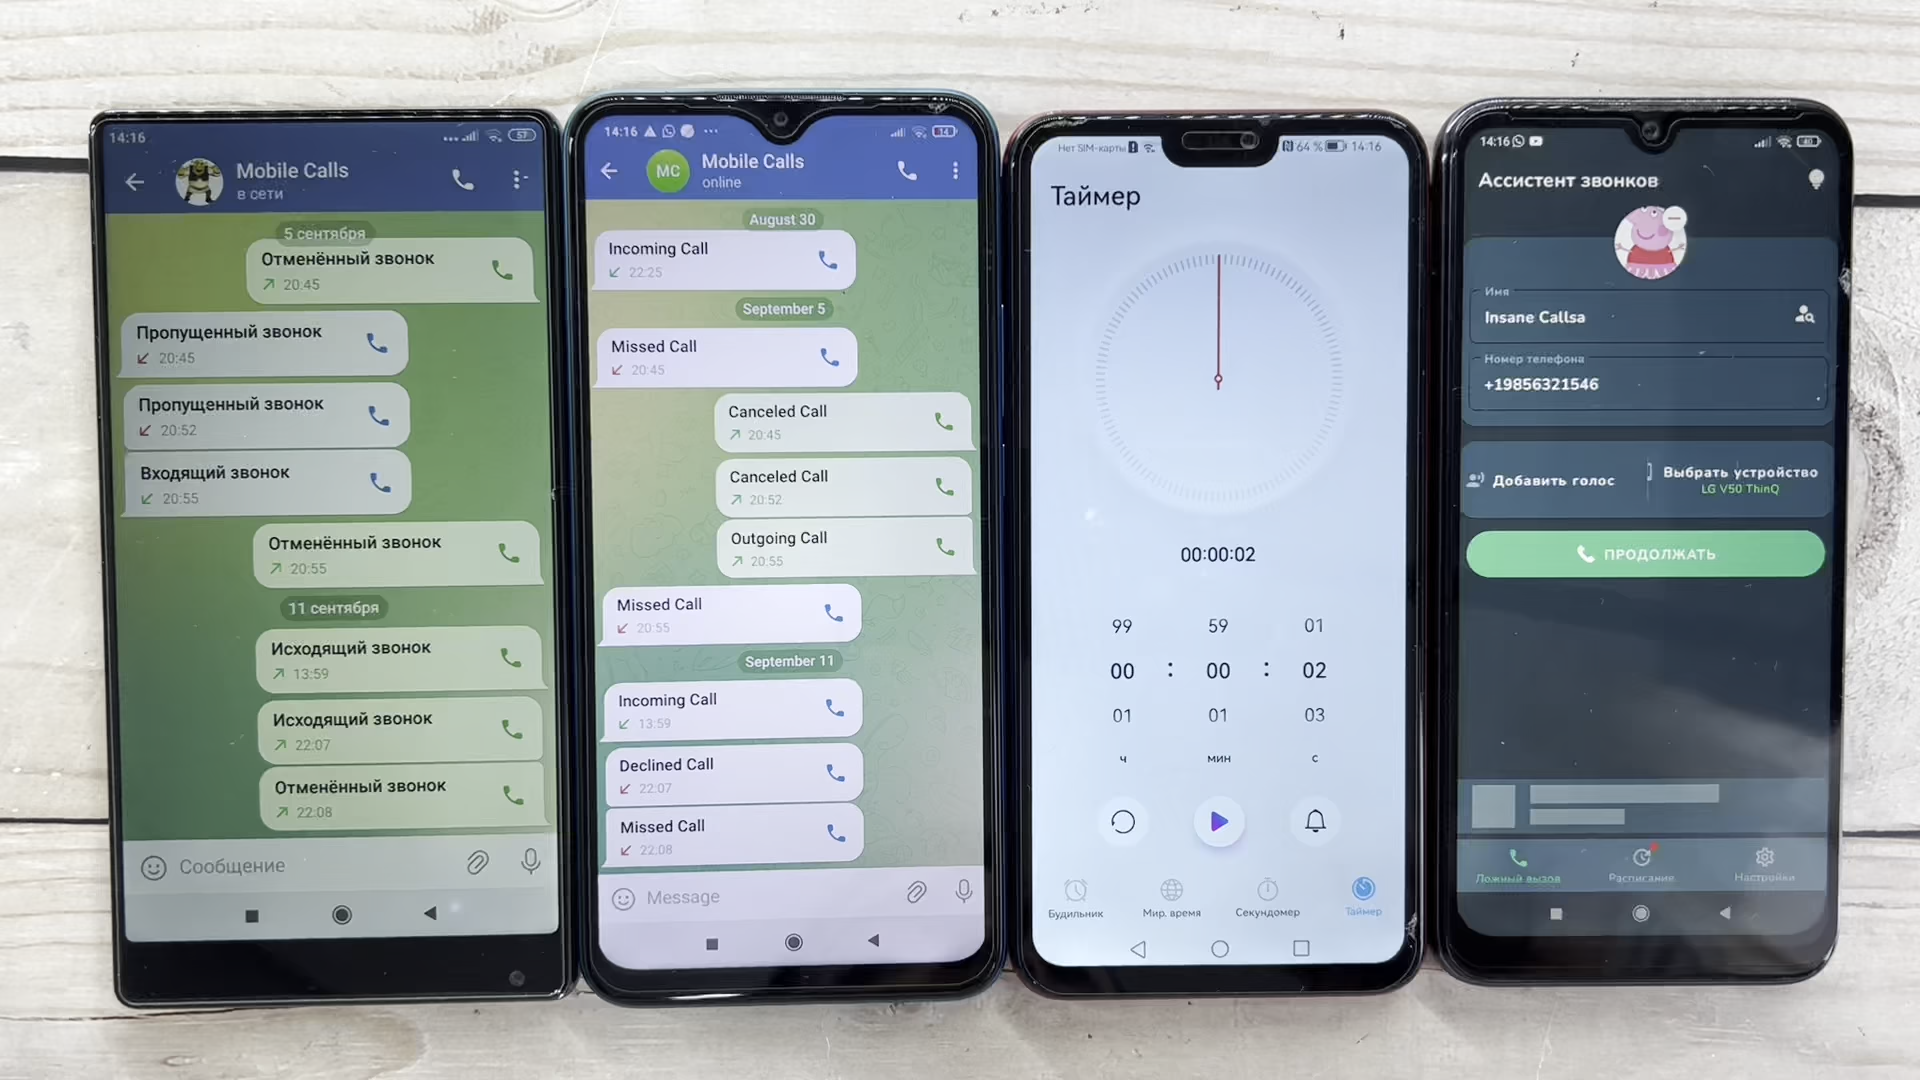 14:16
57
Mobile Calls
в сети
5 сентября
Отменённый звонок
20:45
Пропущенный звонок
20:45
Пропущенный звонок
20:52
Входящий звонок
20:55
Отменённый звонок
20:55
11 сентября
Исходящий звонок
13:59
Исходящий звонок
22:07
Отменённый звонок
22:08
Сообщение
14:16
14
MC
Mobile Calls
online
August 30
Incoming Call
22:25
September 5
Missed Call
20:45
Canceled Call
20:45
Canceled Call
20:52
Outgoing Call
20:55
Missed Call
20:55
September 11
Incoming Call
13:59
Declined Call
22:07
Missed Call
22:08
Message
Нет SIM-карты
64 % 14:16
Таймер
00:00:02
99 59 01
00 : 00 : 02
01 01 03
ч мин с
Будильник Мир. время Секундомер Таймер
14:16
40
Ассистент звонков
Имя
Insane Callsa
Номер телефона
+19856321546
Добавить голос
Выбрать устройство
LG V50 ThinQ
ПРОДОЛЖАТЬ
Ложный вызов Расписание Настройки